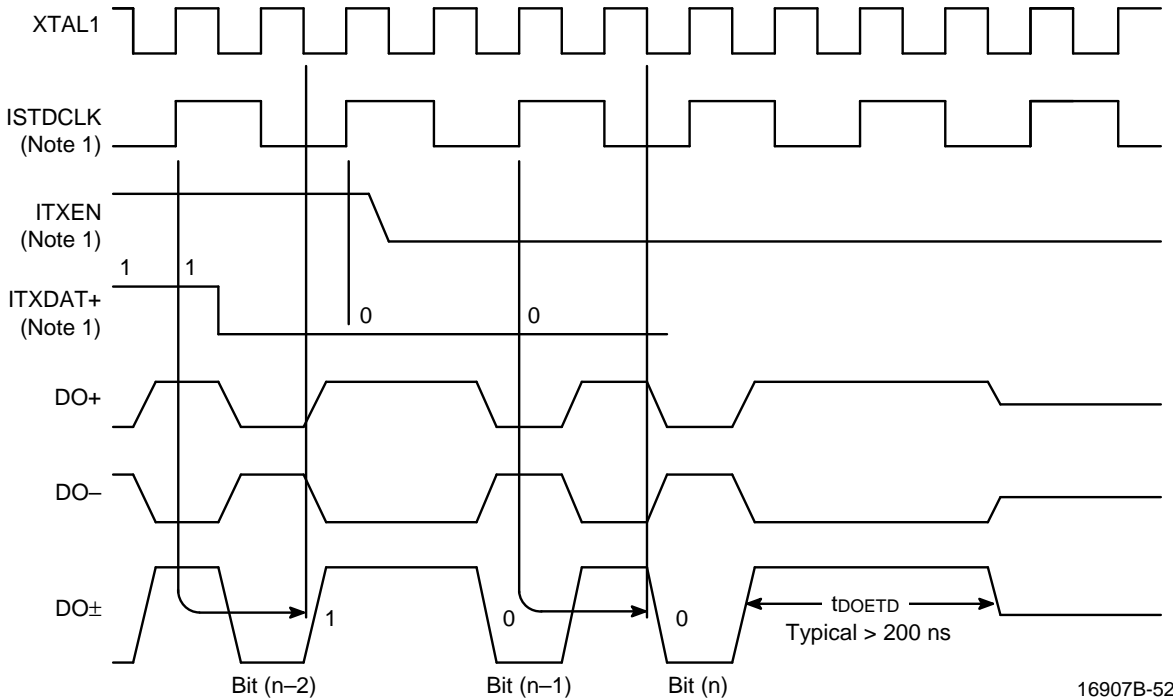 XTAL1
ISTDCLK
(Note 1)
ITXEN
(Note 1)
1 1
ITXDAT+
(Note 1)
0 0
DO+
DO–
DO±
1 0 0
tDOETD
Typical > 200 ns
Bit (n–2) Bit (n–1) Bit (n)
16907B-52